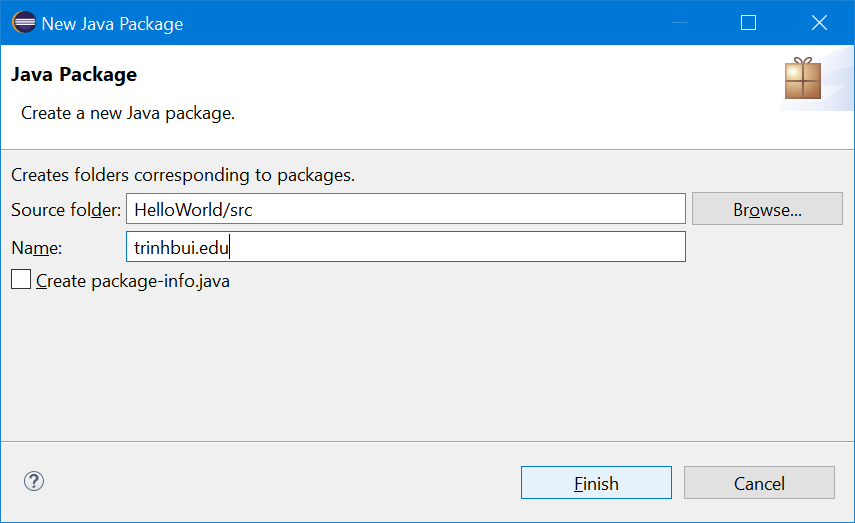 New Java Package
Java Package
Create a new Java package.
Creates folders corresponding to packages.
Source folder: HelloWorld/src Browse...
Name: trinhbui.edu
Create package-info.java
? Finish Cancel